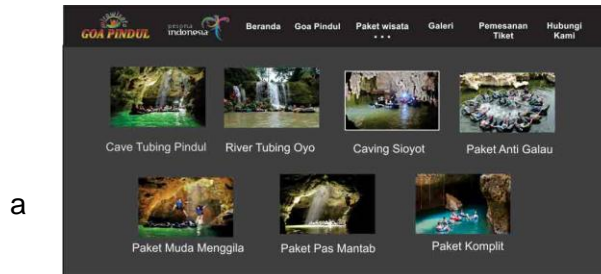 GOA PINDUL
pesona
indonesia
Beranda
Goa Pindul
Paket wisata
Galeri
Pemesanan
Tiket
Hubungi
Kami
Cave Tubing Pindul
River Tubing Oyo
Caving Sioyot
Paket Anti Galau
a
Paket Muda Menggila
Paket Pas Mantab
Paket Komplit